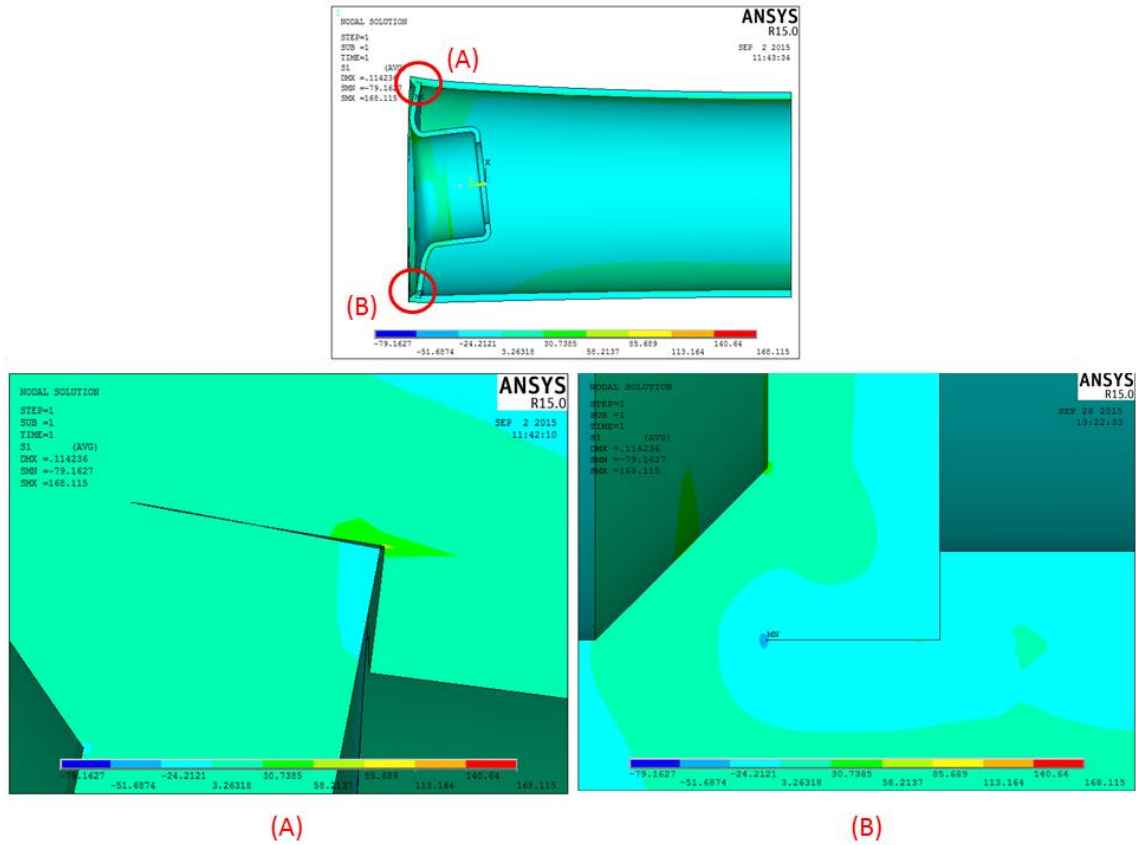 1
NODAL SOLUTION
STEP=1
SUB =1
TIME=1
S1 (AVG)
DMX =.114236
SMN =-79.1627
SMX =168.115
ANSYS
R15.0
SEP 2 2015
11:43:34
(A)
X
(B)
-79.1627 -51.6874 -24.2121 3.26318 30.7385 58.2137 85.689 113.164 140.64 168.115
NODAL SOLUTION
STEP=1
SUB =1
TIME=1
S1 (AVG)
DMX =.114236
SMN =-79.1627
SMX =168.115
ANSYS
R15.0
SEP 2 2015
11:42:10
-79.1627 -51.6874 -24.2121 3.26318 30.7385 58.2137 85.689 113.164 140.64 168.115
(A)
NODAL SOLUTION
STEP=1
SUB =1
TIME=1
S1 (AVG)
DMX =.114236
SMN =-79.1627
SMX =168.115
ANSYS
R15.0
SEP 23 2015
13:22:33
MN
-79.1627 -51.6874 -24.2121 3.26318 30.7385 58.2137 85.689 113.164 140.64 168.115
(B)